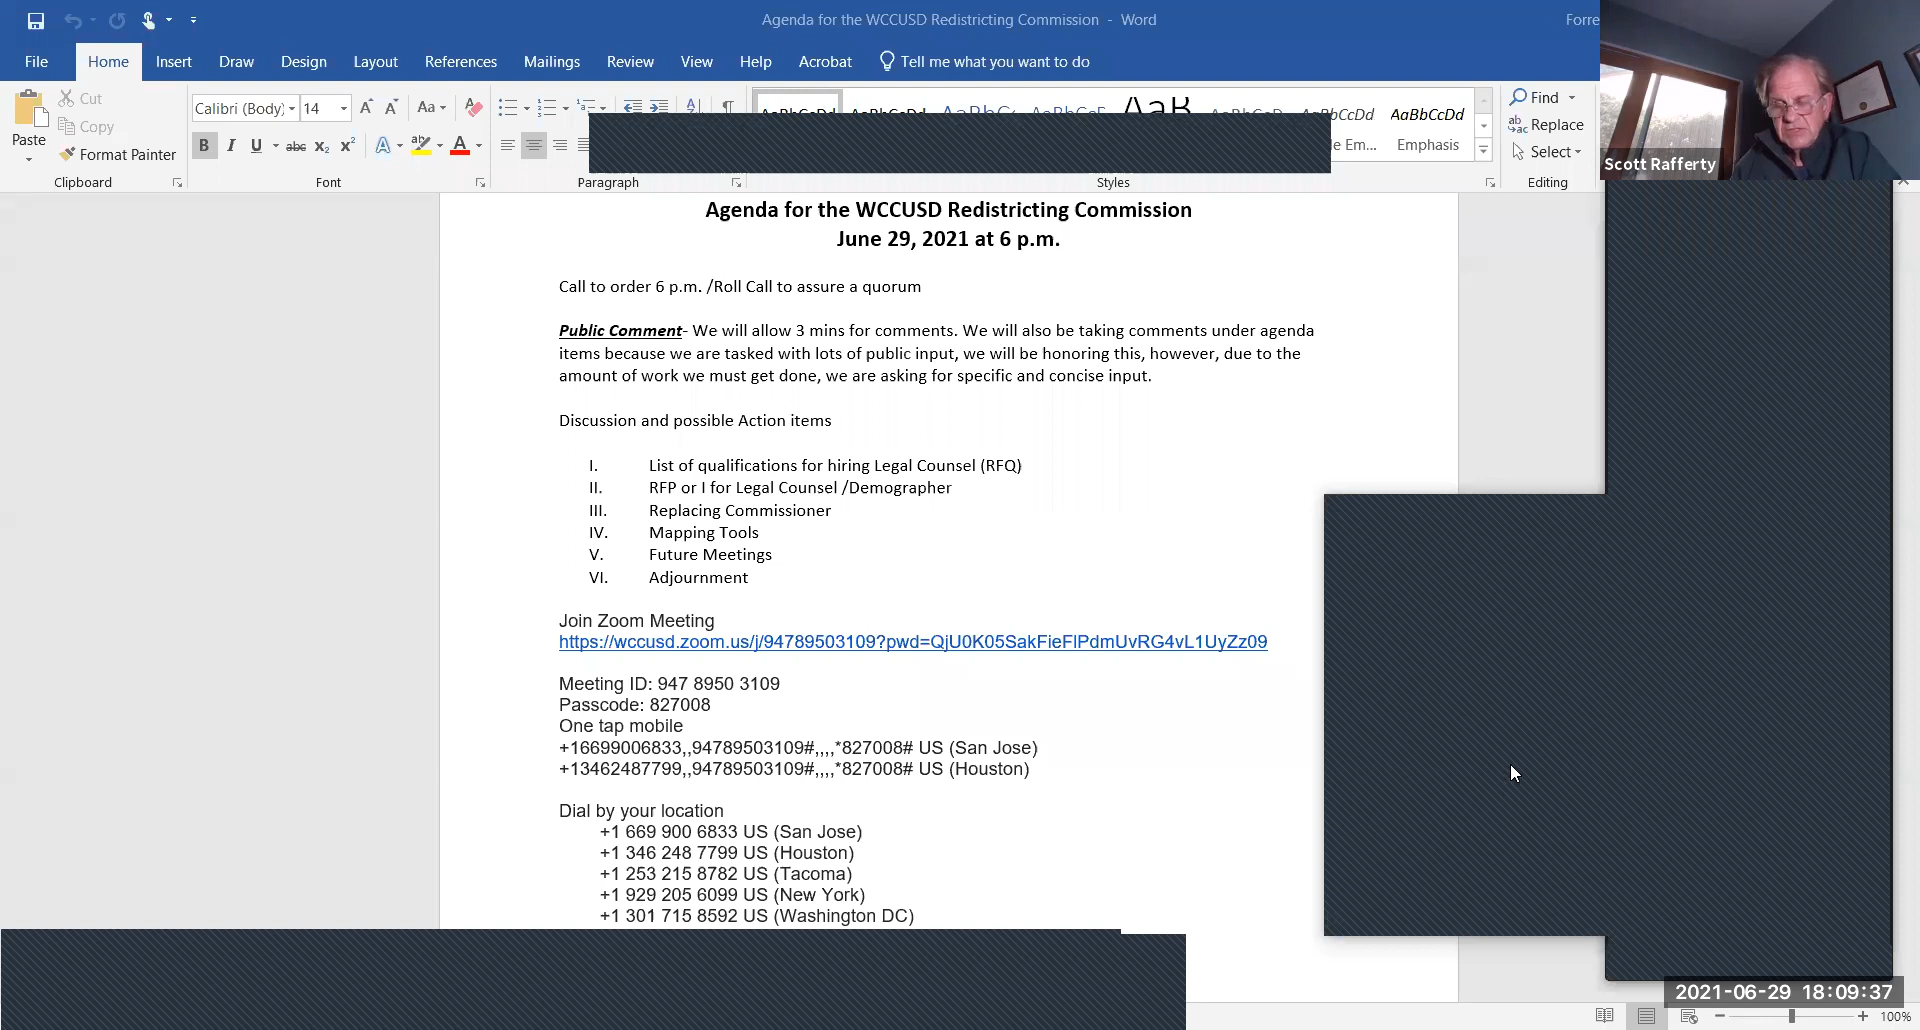 Agenda for the WCCUSD Redistricting Commission - Word
Forre
File Home Insert Draw Design Layout References Mailings Review View Help Acrobat Tell me what you want to do
Cut
Copy
Paste
Format Painter
Clipboard
Calibri (Body) 14
Aa
B I U abc x₂ x² A A
Font
Paragraph
AaBbCcDd
AaBbCcDd
Emphasis
Styles
Find
Replace
Select
Editing
Scott Rafferty
Agenda for the WCCUSD Redistricting Commission
June 29, 2021 at 6 p.m.
Call to order 6 p.m. /Roll Call to assure a quorum
Public Comment- We will allow 3 mins for comments. We will also be taking comments under agenda
items because we are tasked with lots of public input, we will be honoring this, however, due to the
amount of work we must get done, we are asking for specific and concise input.
Discussion and possible Action items
I. List of qualifications for hiring Legal Counsel (RFQ)
II. RFP or I for Legal Counsel /Demographer
III. Replacing Commissioner
IV. Mapping Tools
V. Future Meetings
VI. Adjournment
Join Zoom Meeting
https://wccusd.zoom.us/j/94789503109?pwd=QjU0K05SakFieFlPdmUvRG4vL1UyZz09
Meeting ID: 947 8950 3109
Passcode: 827008
One tap mobile
+16699006833,,94789503109#,,,,*827008# US (San Jose)
+13462487799,,94789503109#,,,,*827008# US (Houston)
Dial by your location
+1 669 900 6833 US (San Jose)
+1 346 248 7799 US (Houston)
+1 253 215 8782 US (Tacoma)
+1 929 205 6099 US (New York)
+1 301 715 8592 US (Washington DC)
2021-06-29 18:09:37
100%